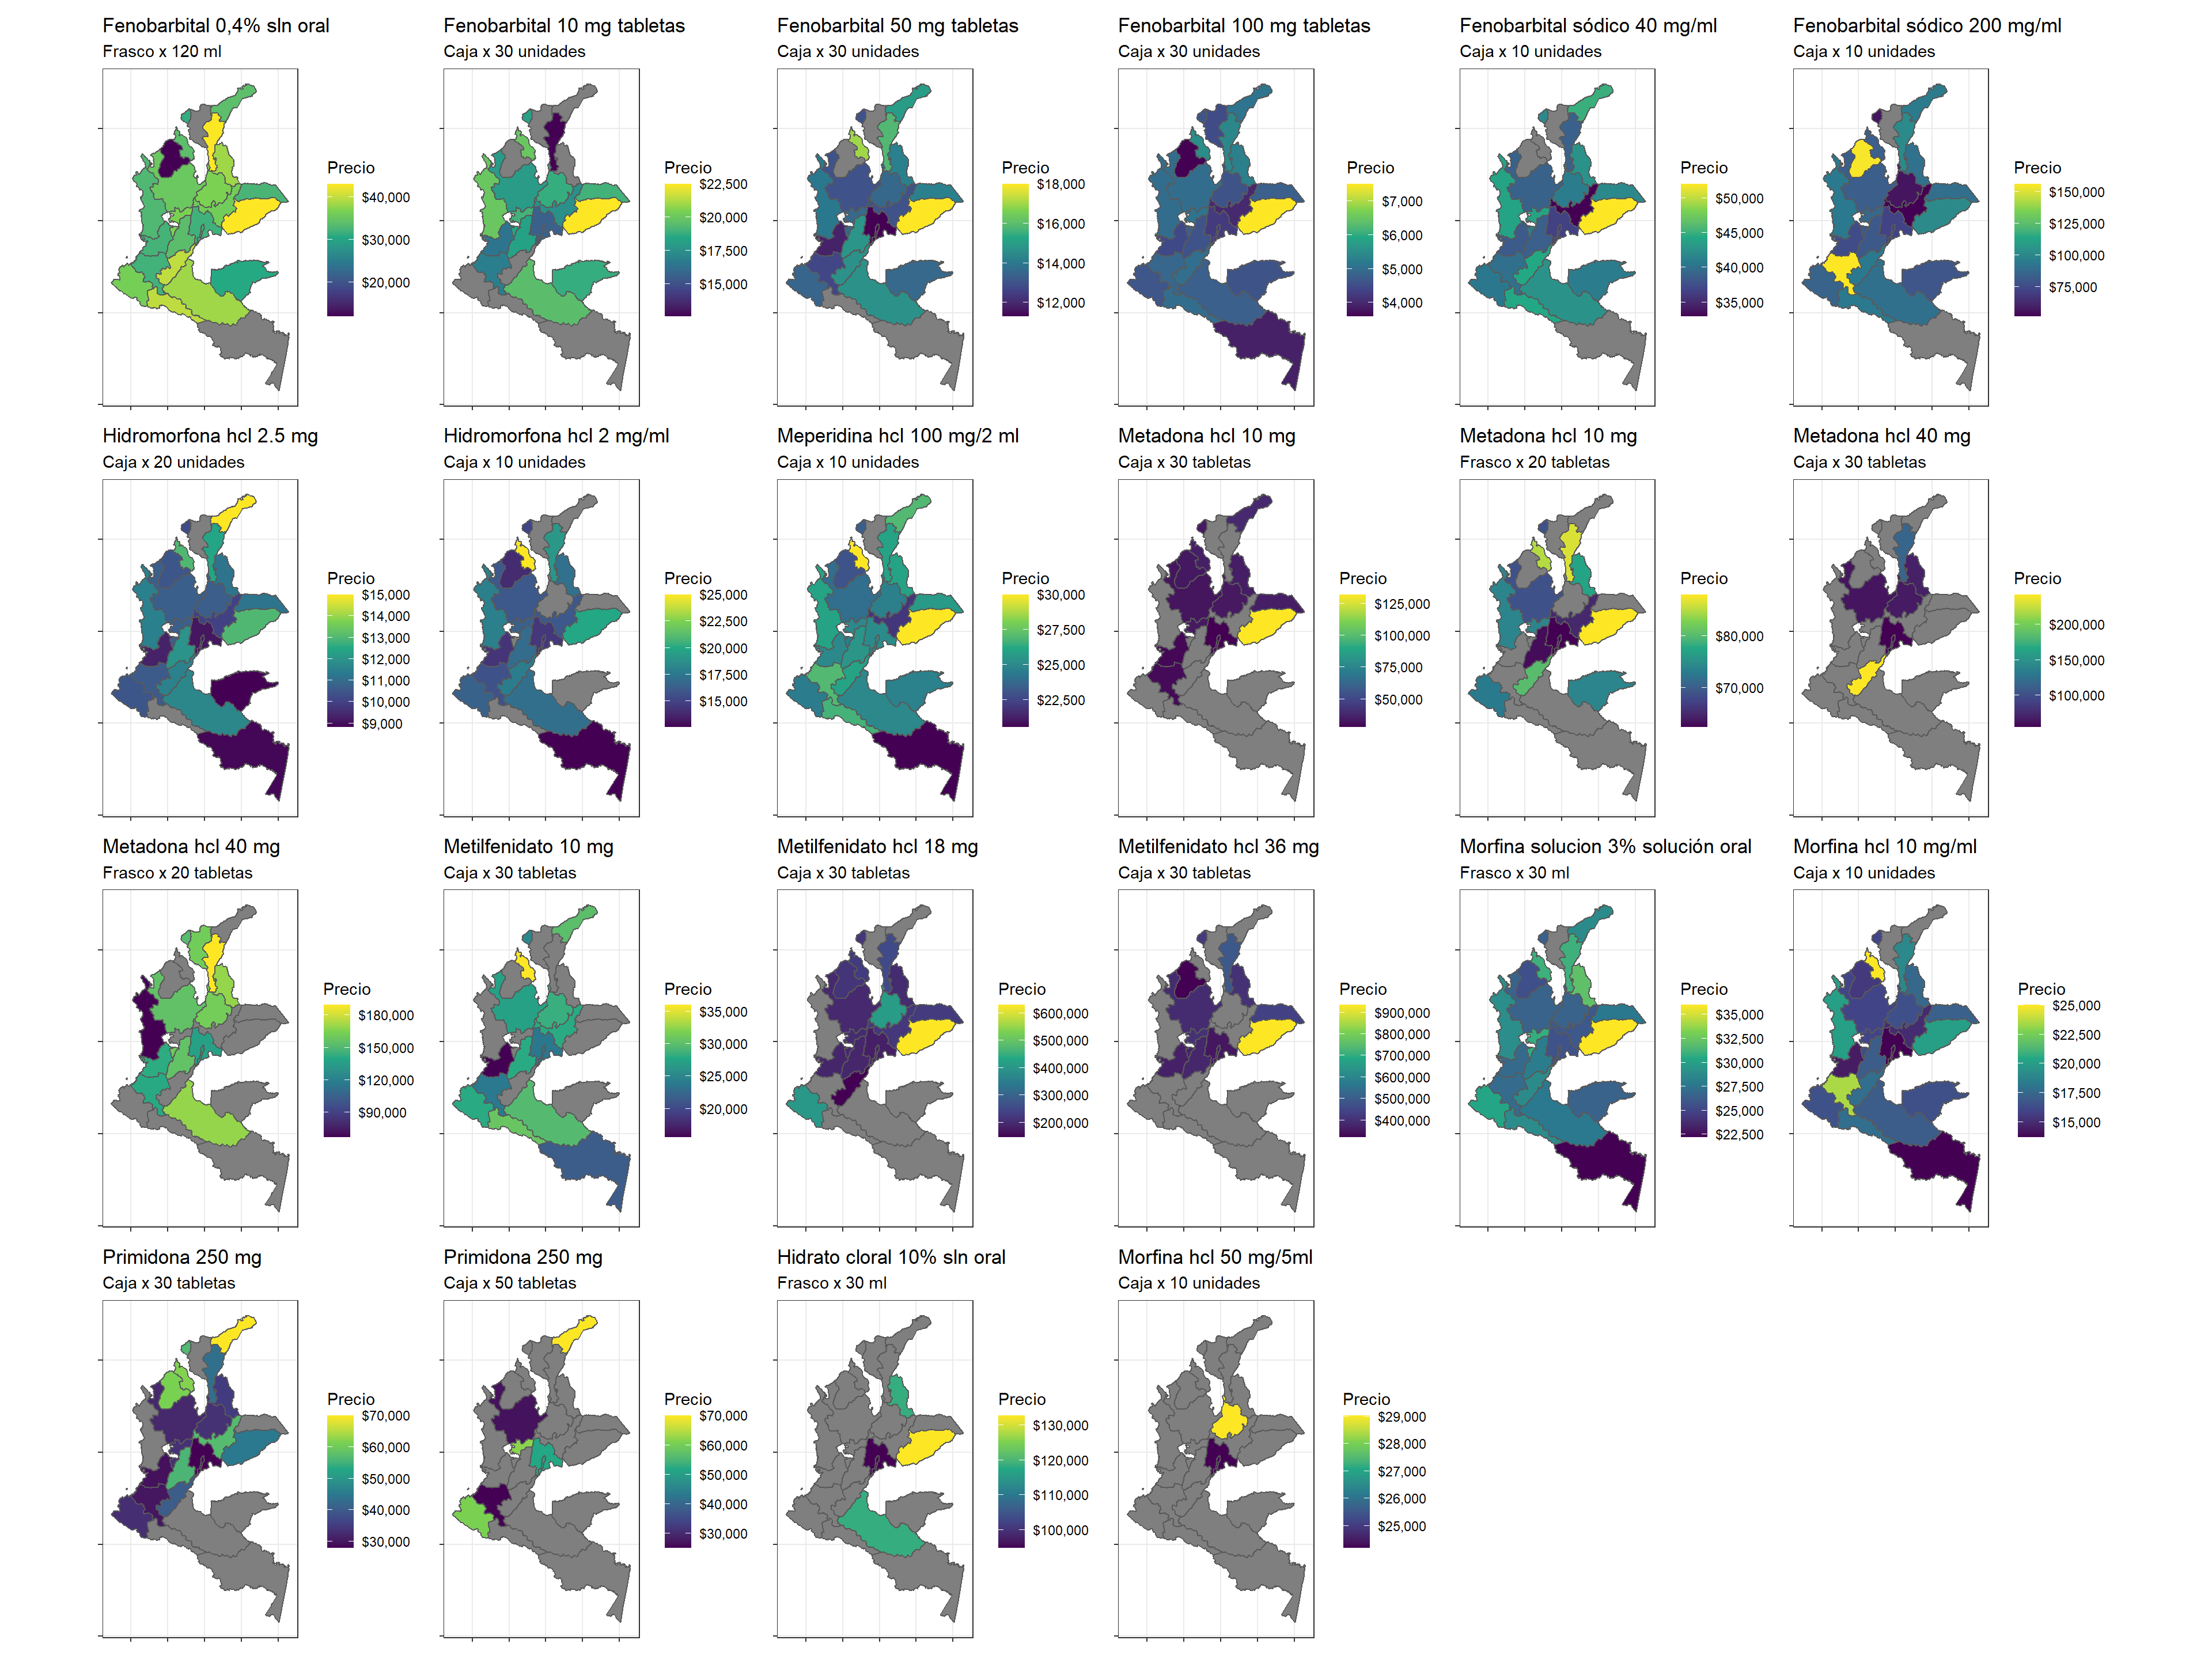 Fenobarbital 0,4% sln oral
Frasco x 120 ml
Precio
$40,000
$30,000
$20,000
Fenobarbital 10 mg tabletas
Caja x 30 unidades
Precio
$22,500
$20,000
$17,500
$15,000
Fenobarbital 50 mg tabletas
Caja x 30 unidades
Precio
$18,000
$16,000
$14,000
$12,000
Fenobarbital 100 mg tabletas
Caja x 30 unidades
Precio
$7,000
$6,000
$5,000
$4,000
Fenobarbital sódico 40 mg/ml
Caja x 10 unidades
Precio
$50,000
$45,000
$40,000
$35,000
Fenobarbital sódico 200 mg/ml
Caja x 10 unidades
Precio
$150,000
$125,000
$100,000
$75,000
Hidromorfona hcl 2.5 mg
Caja x 20 unidades
Precio
$15,000
$14,000
$13,000
$12,000
$11,000
$10,000
$9,000
Hidromorfona hcl 2 mg/ml
Caja x 10 unidades
Precio
$25,000
$22,500
$20,000
$17,500
$15,000
Meperidina hcl 100 mg/2 ml
Caja x 10 unidades
Precio
$30,000
$27,500
$25,000
$22,500
Metadona hcl 10 mg
Caja x 30 tabletas
Precio
$125,000
$100,000
$75,000
$50,000
Metadona hcl 10 mg
Frasco x 20 tabletas
Precio
$80,000
$70,000
Metadona hcl 40 mg
Caja x 30 tabletas
Precio
$200,000
$150,000
$100,000
Metadona hcl 40 mg
Frasco x 20 tabletas
Precio
$180,000
$150,000
$120,000
$90,000
Metilfenidato 10 mg
Caja x 30 tabletas
Precio
$35,000
$30,000
$25,000
$20,000
Metilfenidato hcl 18 mg
Caja x 30 tabletas
Precio
$600,000
$500,000
$400,000
$300,000
$200,000
Metilfenidato hcl 36 mg
Caja x 30 tabletas
Precio
$900,000
$800,000
$700,000
$600,000
$500,000
$400,000
Morfina solucion 3% solución oral
Frasco x 30 ml
Precio
$35,000
$32,500
$30,000
$27,500
$25,000
$22,500
Morfina hcl 10 mg/ml
Caja x 10 unidades
Precio
$25,000
$22,500
$20,000
$17,500
$15,000
Primidona 250 mg
Caja x 30 tabletas
Precio
$70,000
$60,000
$50,000
$40,000
$30,000
Primidona 250 mg
Caja x 50 tabletas
Precio
$70,000
$60,000
$50,000
$40,000
$30,000
Hidrato cloral 10% sln oral
Frasco x 30 ml
Precio
$130,000
$120,000
$110,000
$100,000
Morfina hcl 50 mg/5ml
Caja x 10 unidades
Precio
$29,000
$28,000
$27,000
$26,000
$25,000